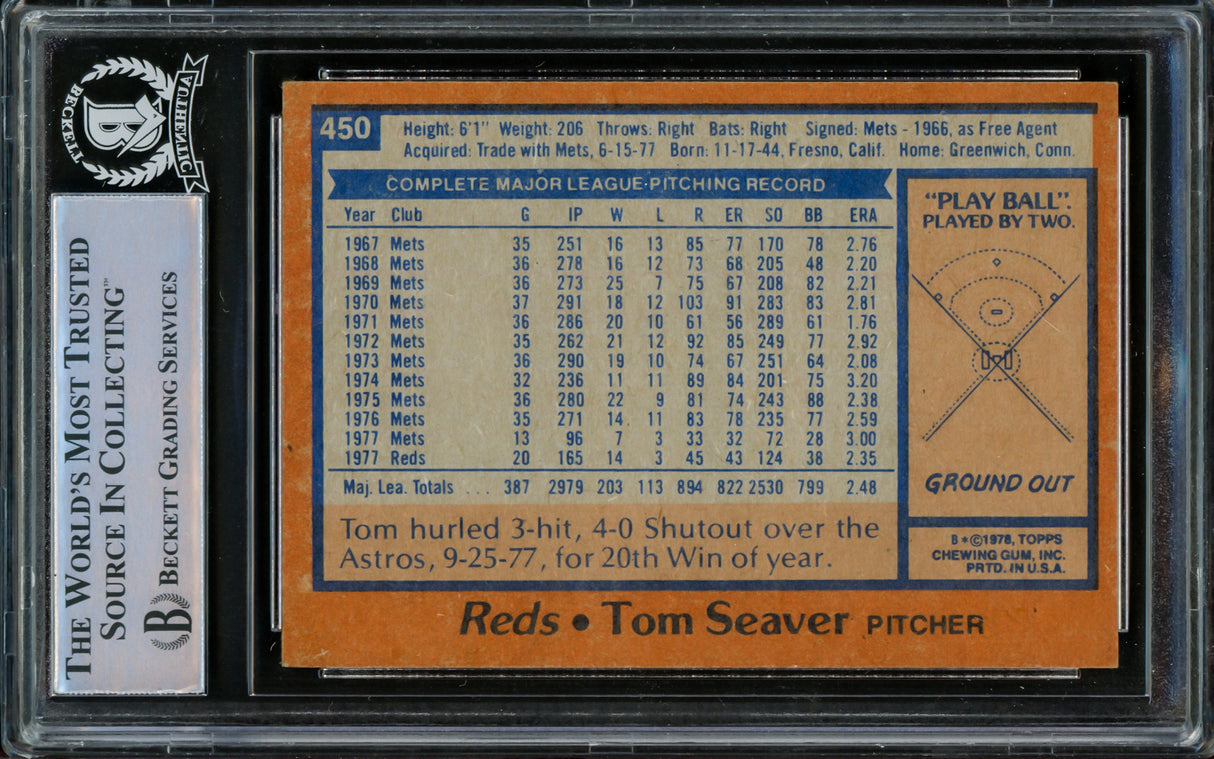 BECKETT
AUTHENTIC
B
THE WORLD'S MOST TRUSTED
SOURCE IN COLLECTING™
B BECKETT GRADING SERVICES
450
Height: 6'1" Weight: 206 Throws: Right Bats: Right Signed: Mets - 1966, as Free Agent
Acquired: Trade with Mets, 6-15-77 Born: 11-17-44, Fresno, Calif. Home: Greenwich, Conn.
COMPLETE MAJOR LEAGUE PITCHING RECORD
Year Club G IP W L R ER SO BB ERA
1967 Mets 35 251 16 13 85 77 170 78 2.76
1968 Mets 36 278 16 12 73 68 205 48 2.20
1969 Mets 36 273 25 7 75 67 208 82 2.21
1970 Mets 37 291 18 12 103 91 283 83 2.81
1971 Mets 36 286 20 10 61 56 289 61 1.76
1972 Mets 35 262 21 12 92 85 249 77 2.92
1973 Mets 36 290 19 10 74 67 251 64 2.08
1974 Mets 32 236 11 11 89 84 201 75 3.20
1975 Mets 36 280 22 9 81 74 243 88 2.38
1976 Mets 35 271 14 11 83 78 235 77 2.59
1977 Mets 13 96 7 3 33 32 72 28 3.00
1977 Reds 20 165 14 3 45 43 124 38 2.35
Maj. Lea. Totals ... 387 2979 203 113 894 822 2530 799 2.48
Tom hurled 3-hit, 4-0 Shutout over the
Astros, 9-25-77, for 20th Win of year.
"PLAY BALL".
PLAYED BY TWO.
GROUND OUT
B*©1978, TOPPS
CHEWING GUM, INC.
PRTD. IN U.S.A.
Reds • Tom Seaver PITCHER